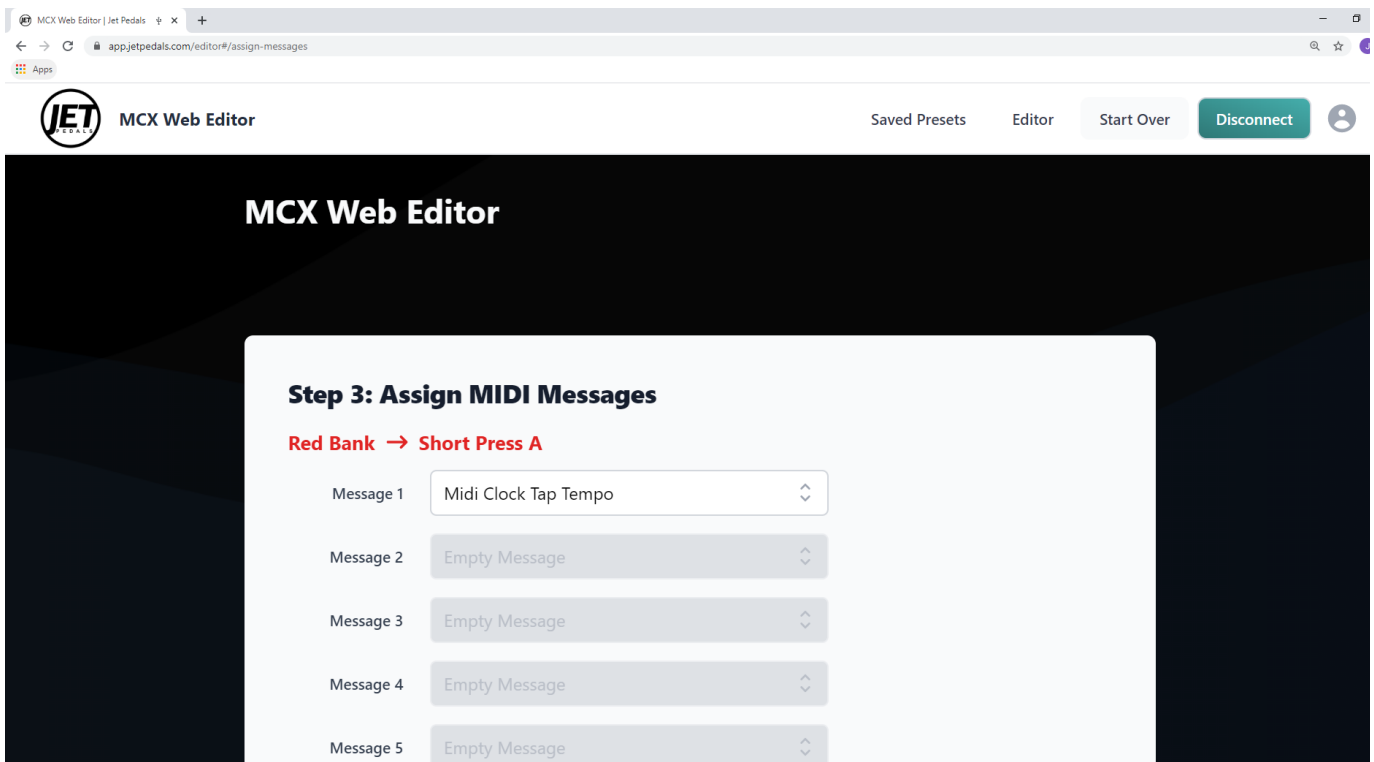 MCX Web Editor | Jet Pedals
app.jetpedals.com/editor#/assign-messages
Apps
JET
PEDALS
MCX Web Editor
Saved Presets
Editor
Start Over
Disconnect
J
MCX Web Editor
Step 3: Assign MIDI Messages
Red Bank → Short Press A
Message 1
Midi Clock Tap Tempo
Message 2
Empty Message
Message 3
Empty Message
Message 4
Empty Message
Message 5
Empty Message